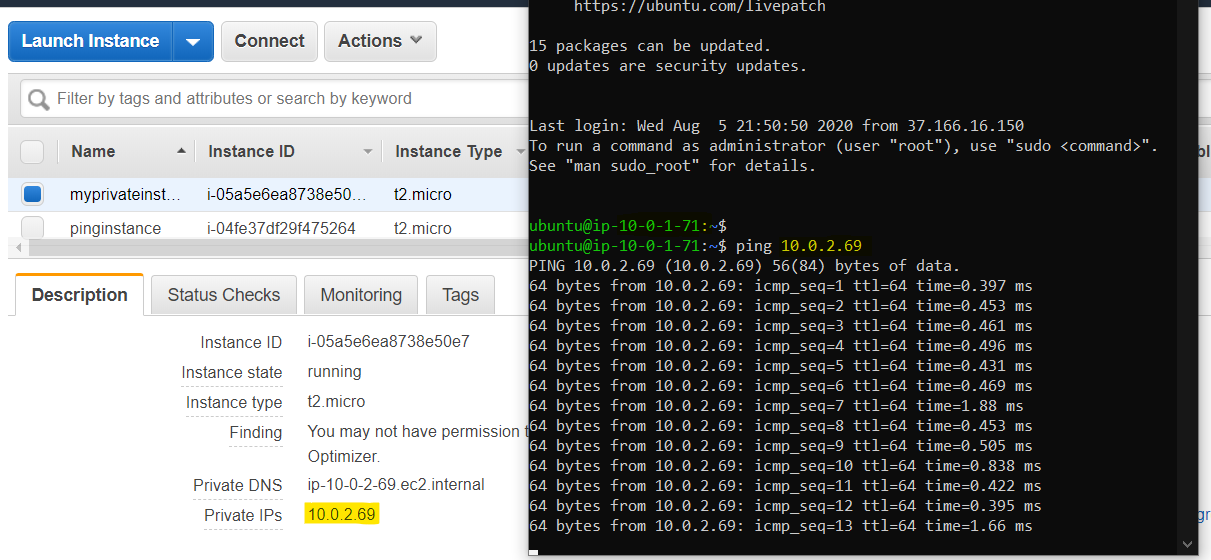 Launch Instance
Connect
Actions
Filter by tags and attributes or search by keyword
Name
Instance ID
Instance Type
myprivateinst...
i-05a5e6ea8738e50...
t2.micro
pinginstance
i-04fe37df29f475264
t2.micro
Description
Status Checks
Monitoring
Tags
Instance ID i-05a5e6ea8738e50e7
Instance state running
Instance type t2.micro
Finding You may not have permission t
Optimizer.
Private DNS ip-10-0-2-69.ec2.internal
Private IPs 10.0.2.69
https://ubuntu.com/livepatch
15 packages can be updated.
0 updates are security updates.
Last login: Wed Aug  5 21:50:50 2020 from 37.166.16.150
To run a command as administrator (user "root"), use "sudo <command>".
See "man sudo_root" for details.
ubuntu@ip-10-0-1-71:~$
ubuntu@ip-10-0-1-71:~$ ping 10.0.2.69
PING 10.0.2.69 (10.0.2.69) 56(84) bytes of data.
64 bytes from 10.0.2.69: icmp_seq=1 ttl=64 time=0.397 ms
64 bytes from 10.0.2.69: icmp_seq=2 ttl=64 time=0.453 ms
64 bytes from 10.0.2.69: icmp_seq=3 ttl=64 time=0.461 ms
64 bytes from 10.0.2.69: icmp_seq=4 ttl=64 time=0.496 ms
64 bytes from 10.0.2.69: icmp_seq=5 ttl=64 time=0.431 ms
64 bytes from 10.0.2.69: icmp_seq=6 ttl=64 time=0.469 ms
64 bytes from 10.0.2.69: icmp_seq=7 ttl=64 time=1.88 ms
64 bytes from 10.0.2.69: icmp_seq=8 ttl=64 time=0.453 ms
64 bytes from 10.0.2.69: icmp_seq=9 ttl=64 time=0.505 ms
64 bytes from 10.0.2.69: icmp_seq=10 ttl=64 time=0.838 ms
64 bytes from 10.0.2.69: icmp_seq=11 ttl=64 time=0.422 ms
64 bytes from 10.0.2.69: icmp_seq=12 ttl=64 time=0.395 ms
64 bytes from 10.0.2.69: icmp_seq=13 ttl=64 time=1.66 ms